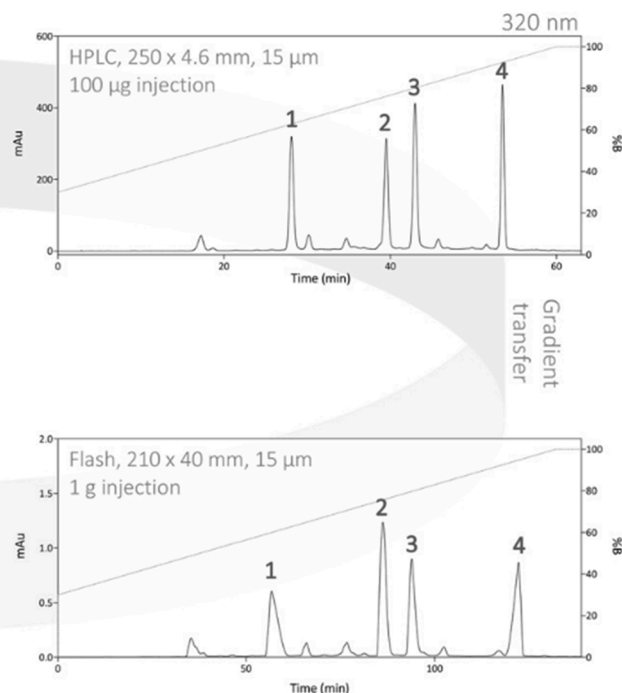 320 nm
HPLC, 250 x 4.6 mm, 15 µm
100 µg injection
600
400
200
0
mAu
1
2
3
4
100
80
60
40
20
0
%B
0
20
40
60
Time (min)
Gradient
transfer
Flash, 210 x 40 mm, 15 µm
1 g injection
2.0
1.5
1.0
0.5
0.0
mAu
1
2
3
4
100
80
60
40
20
0
%B
0
50
100
Time (min)